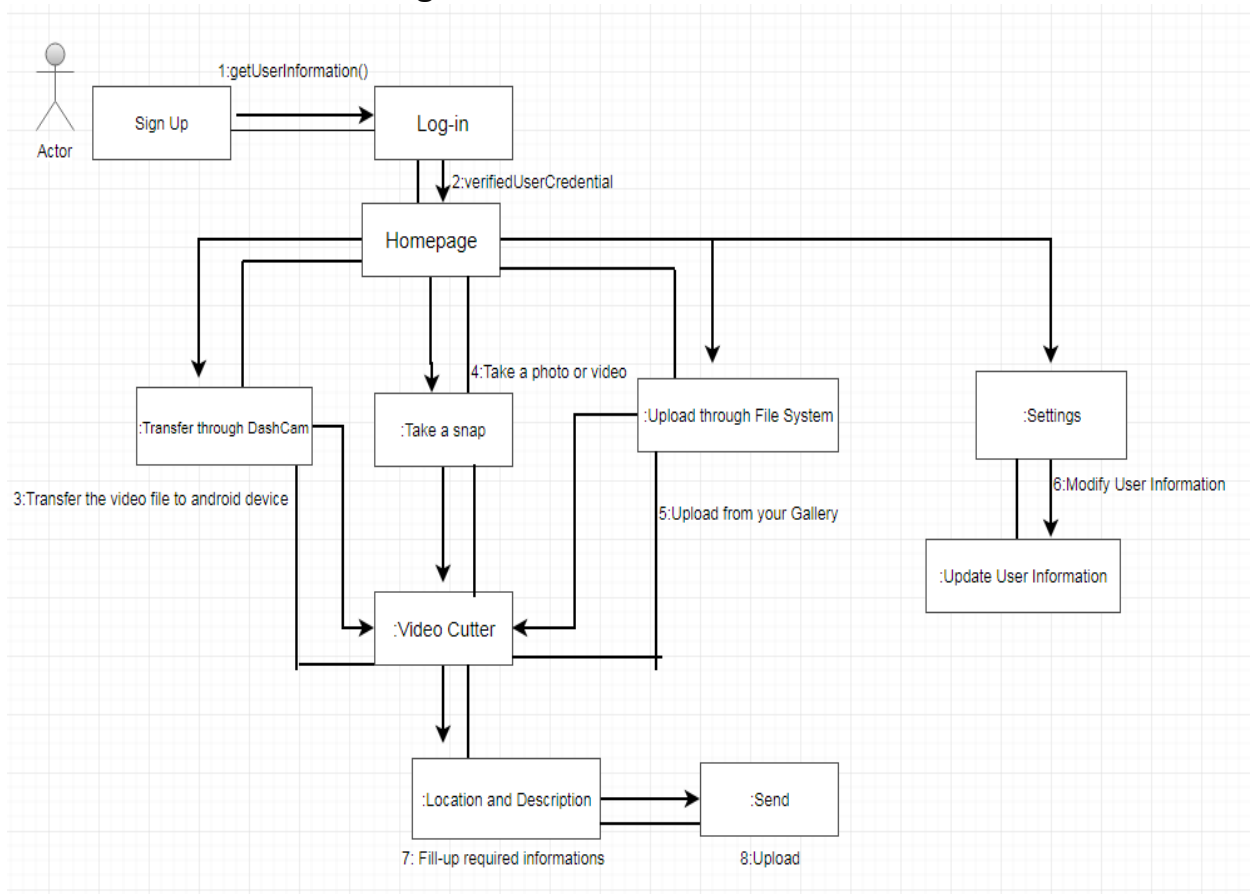 1:getUserInformation()
Sign Up
Log-in
Actor
2:verifiedUserCredential
Homepage
4:Take a photo or video
:Transfer through DashCam
:Take a snap
:Upload through File System
:Settings
3:Transfer the video file to android device
5:Upload from your Gallery
6:Modify User Information
:Update User Information
:Video Cutter
:Location and Description
:Send
7: Fill-up required informations
8:Upload